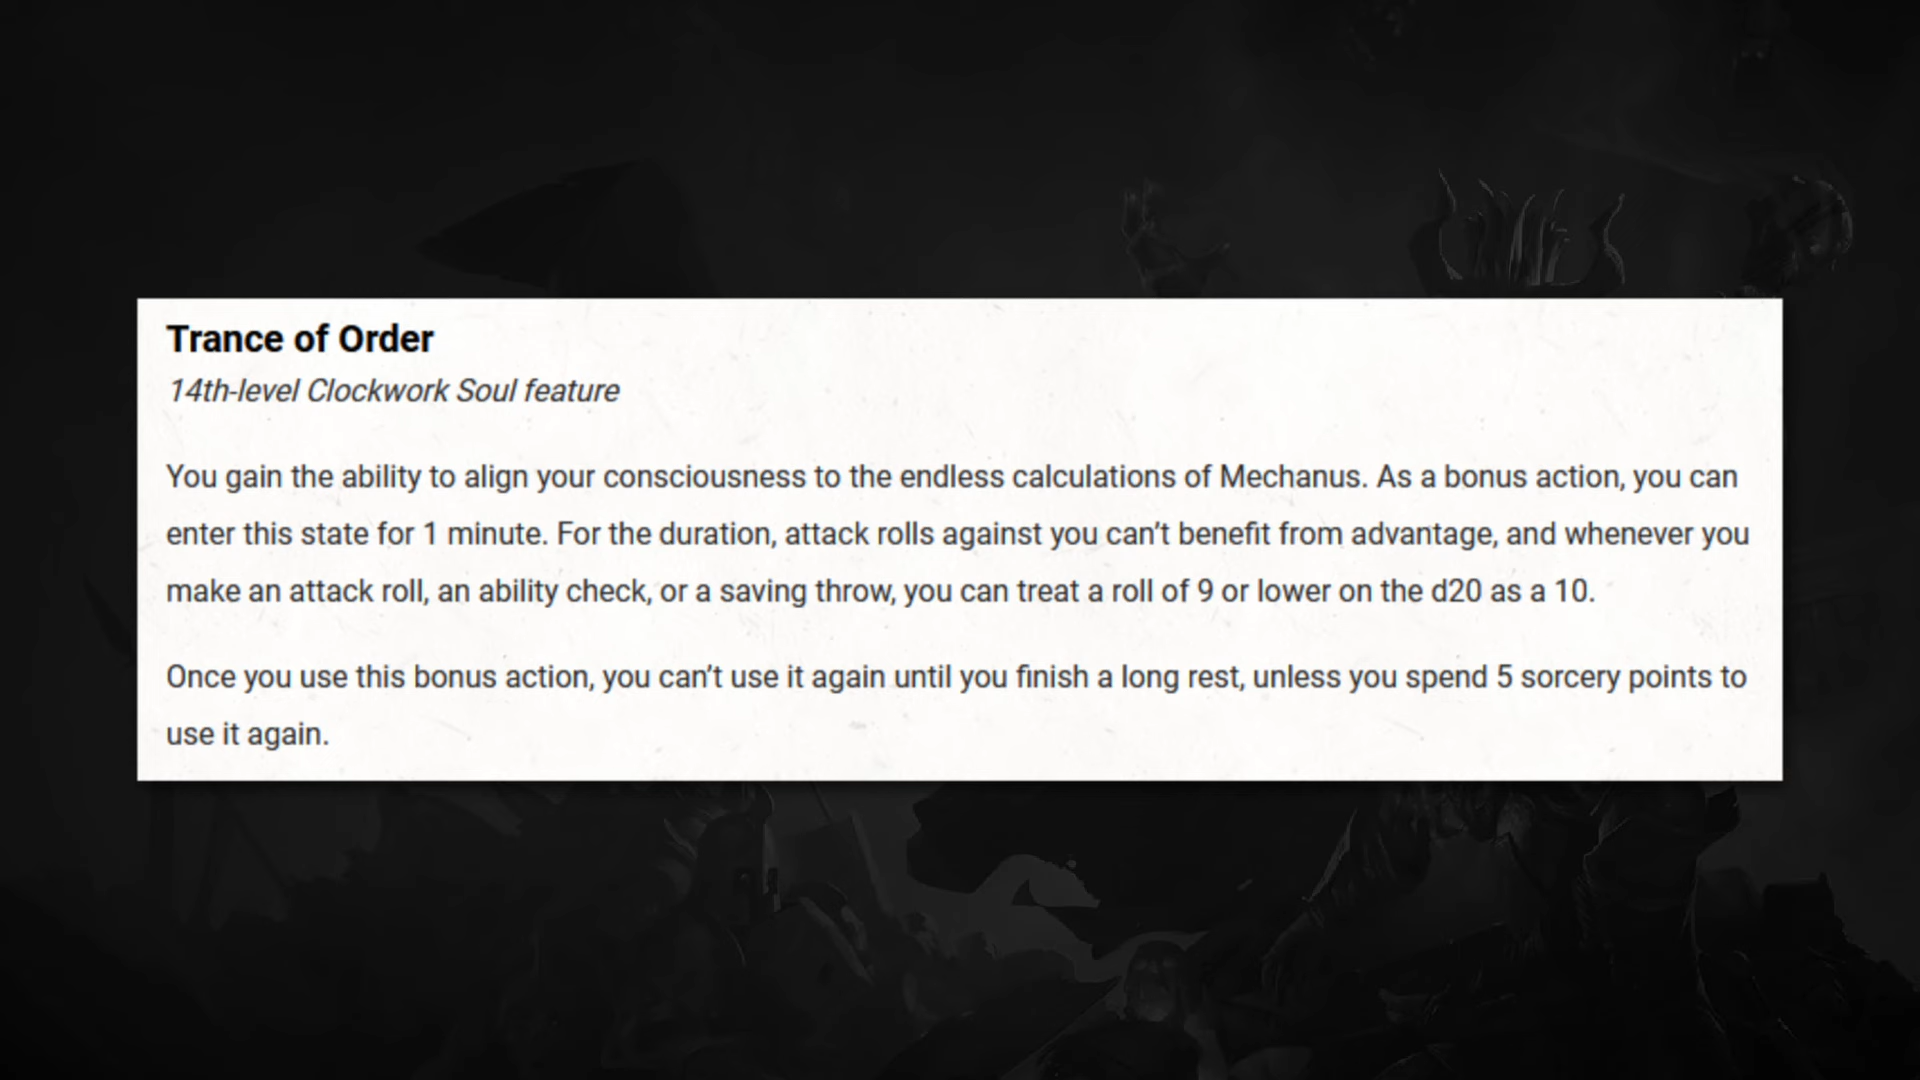 Trance of Order
14th-level Clockwork Soul feature
You gain the ability to align your consciousness to the endless calculations of Mechanus. As a bonus action, you can
enter this state for 1 minute. For the duration, attack rolls against you can’t benefit from advantage, and whenever you
make an attack roll, an ability check, or a saving throw, you can treat a roll of 9 or lower on the d20 as a 10.
Once you use this bonus action, you can’t use it again until you finish a long rest, unless you spend 5 sorcery points to
use it again.